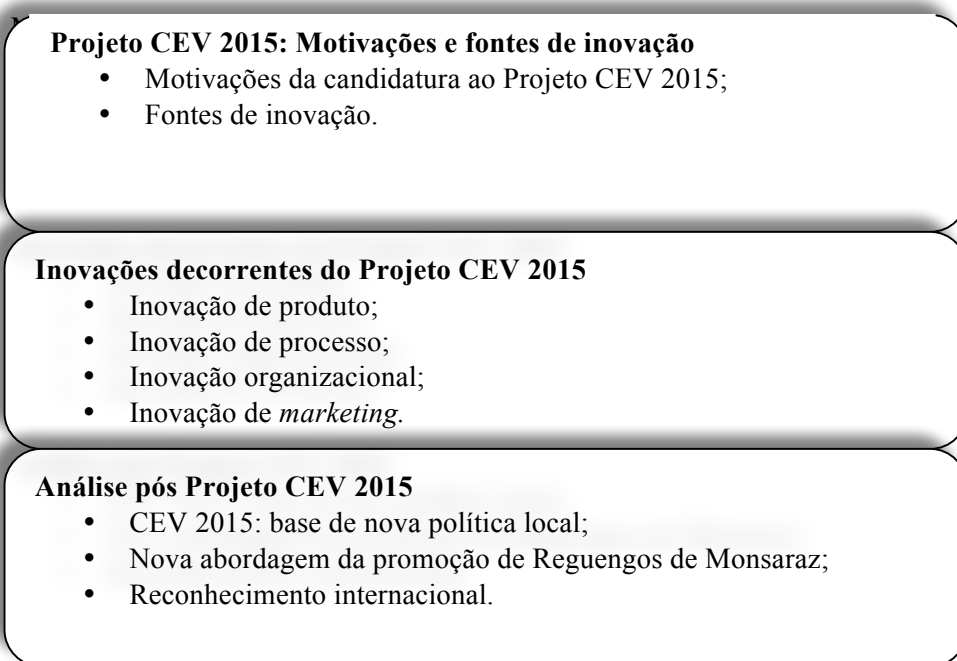 Projeto CEV 2015: Motivações e fontes de inovação
• Motivações da candidatura ao Projeto CEV 2015;
• Fontes de inovação.
Inovações decorrentes do Projeto CEV 2015
• Inovação de produto;
• Inovação de processo;
• Inovação organizacional;
• Inovação de marketing.
Análise pós Projeto CEV 2015
• CEV 2015: base de nova política local;
• Nova abordagem da promoção de Reguengos de Monsaraz;
• Reconhecimento internacional.